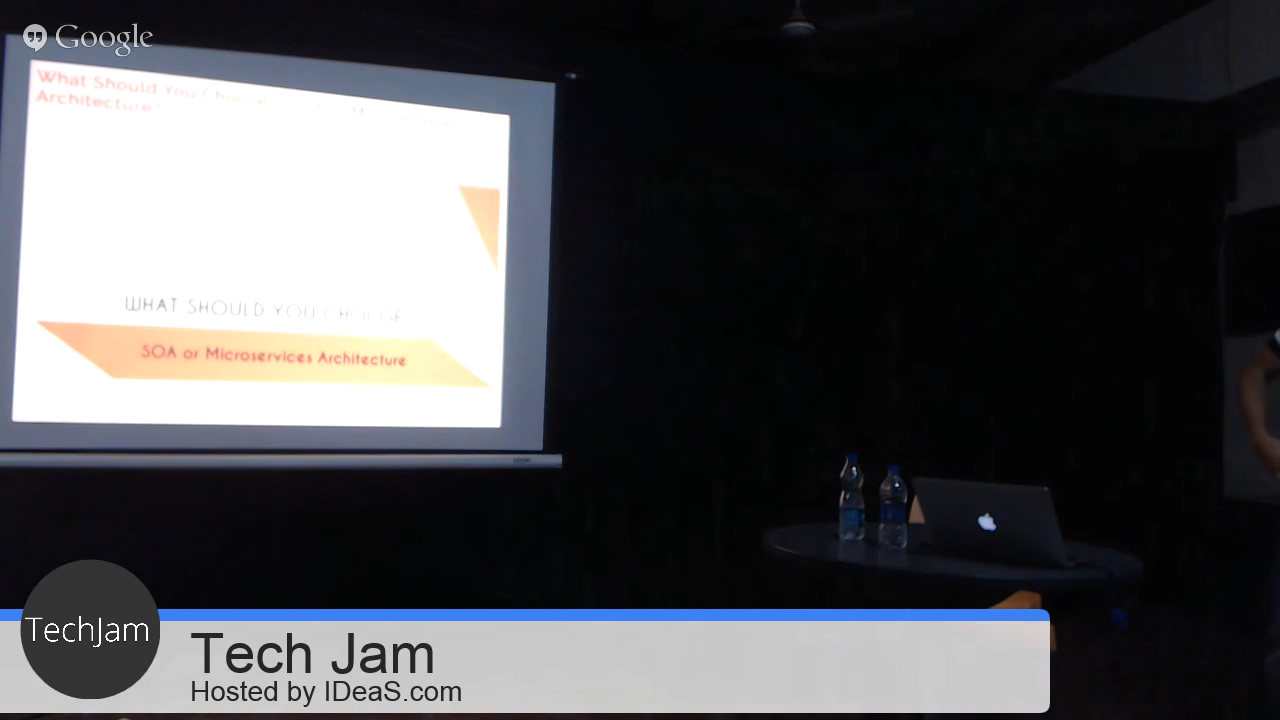 Google
What Should You
Architecture?
WHAT SHOULD YOU CHOOSE
SOA or Microservices Architecture
TechJam
Tech Jam
Hosted by IDeaS.com